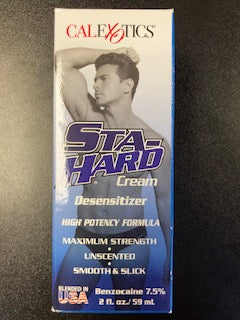 CALEXOTICS®
STA-
HARD
Cream
Desensitizer
HIGH POTENCY FORMULA
MAXIMUM STRENGTH
UNSCENTED
SMOOTH & SLICK
BLENDED IN
USA
Benzocaine 7.5%
2 fl. oz./ 59 mL